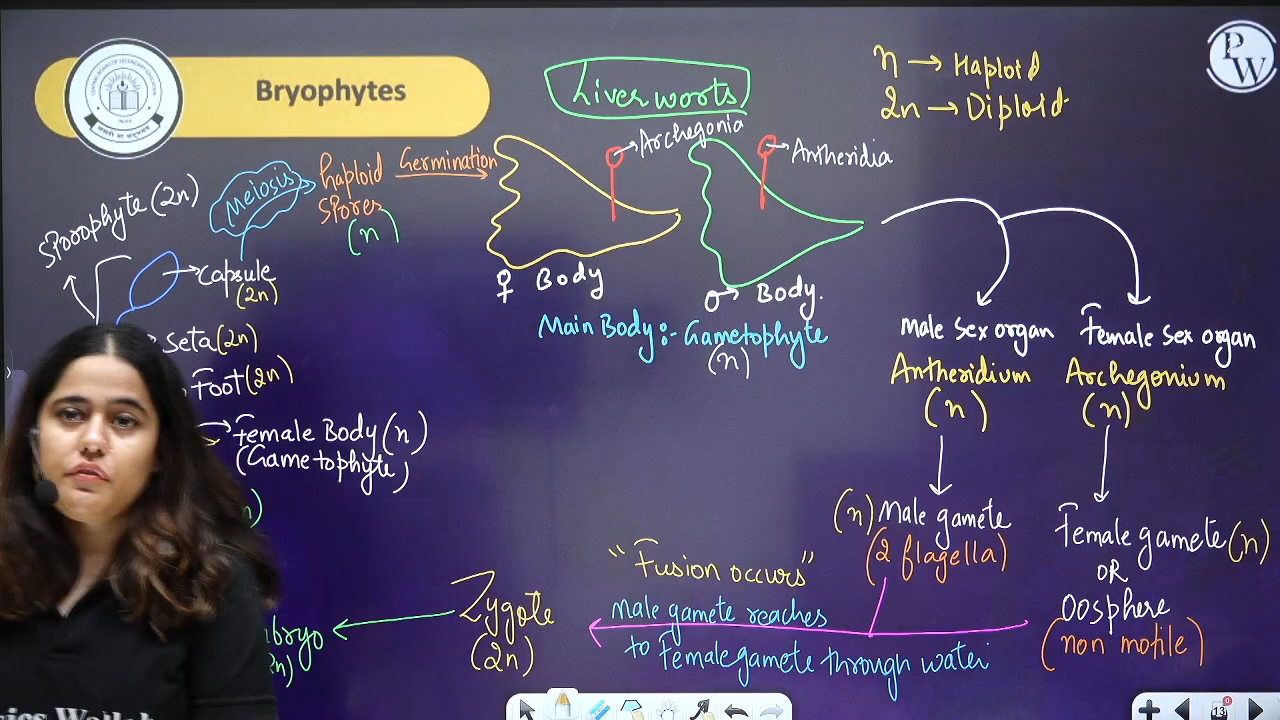 Bryophytes
Liverworts
n → Haploid
2n → Diploid
PW
Sporophyte (2n)
Meiosis
haploid
spores
(n)
Germination
Archegonia
Antheridia
Capsule
(2n)
Seta (2n)
Foot (2n)
Female Body (n)
(Gametophyte)
♀ Body
♂ Body.
Main Body :- Gametophyte
(n)
Male sex organ
Antheridium
(n)
Female sex organ
Archegonium
(n)
(n) Male gamete
(2 flagella)
Female gamete (n)
OR
Oosphere
(non motile)
"Fusion occurs"
male gamete reaches
to Female gamete through water
Zygote
(2n)
13